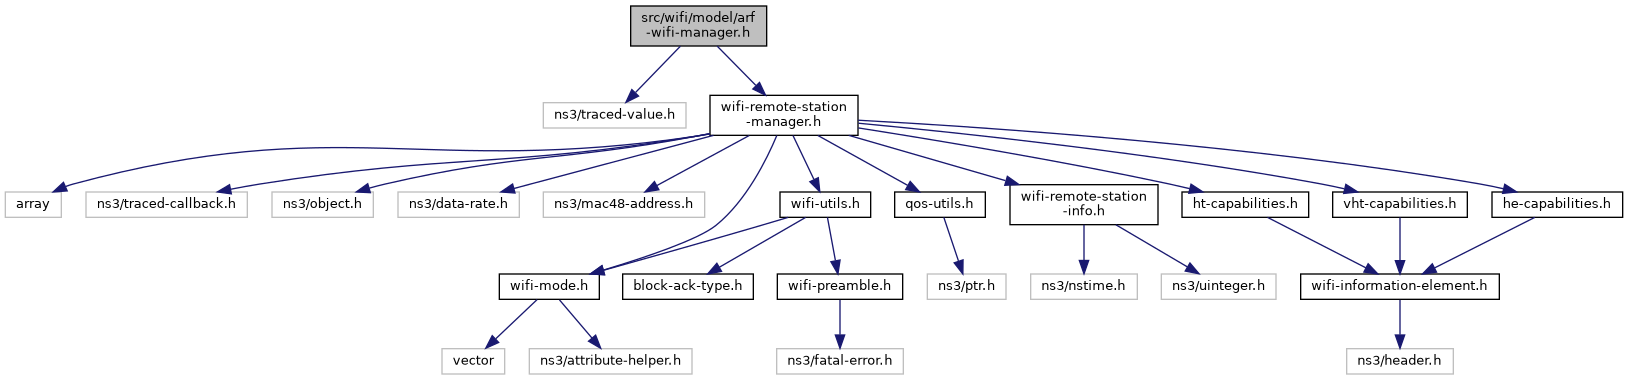 src/wifi/model/arf
-wifi-manager.h
ns3/traced-value.h
wifi-remote-station
-manager.h
array
ns3/traced-callback.h
ns3/object.h
ns3/data-rate.h
ns3/mac48-address.h
wifi-utils.h
qos-utils.h
wifi-remote-station
-info.h
ht-capabilities.h
vht-capabilities.h
he-capabilities.h
wifi-mode.h
block-ack-type.h
wifi-preamble.h
ns3/ptr.h
ns3/nstime.h
ns3/uinteger.h
wifi-information-element.h
vector
ns3/attribute-helper.h
ns3/fatal-error.h
ns3/header.h